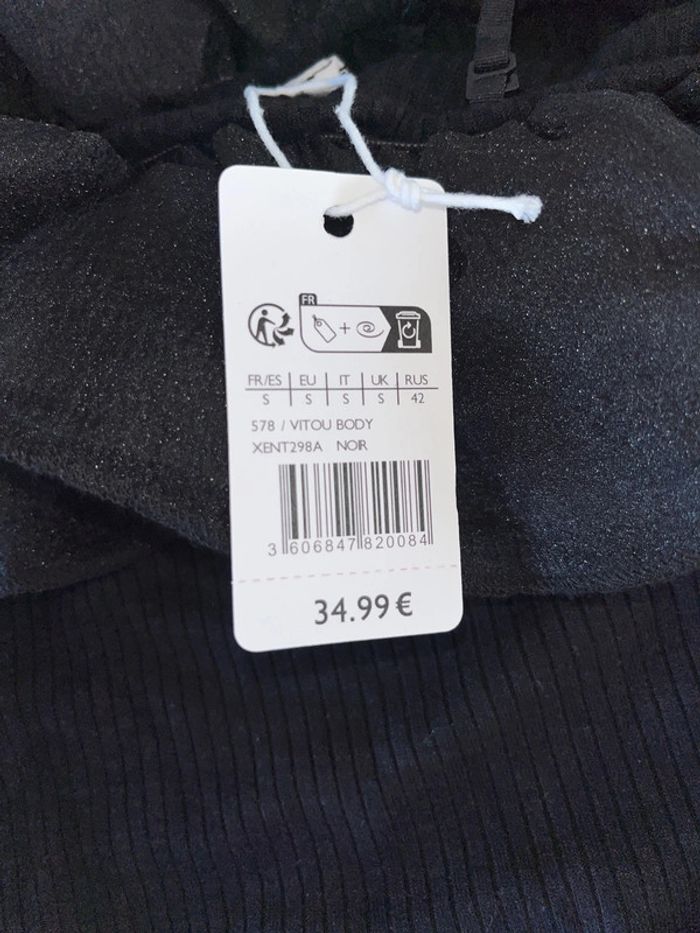 FR
FR/ES EU IT UK RUS
S S S S 42
578 / VITOU BODY
XENT298A NOIR
3 606847 820084
34.99 €